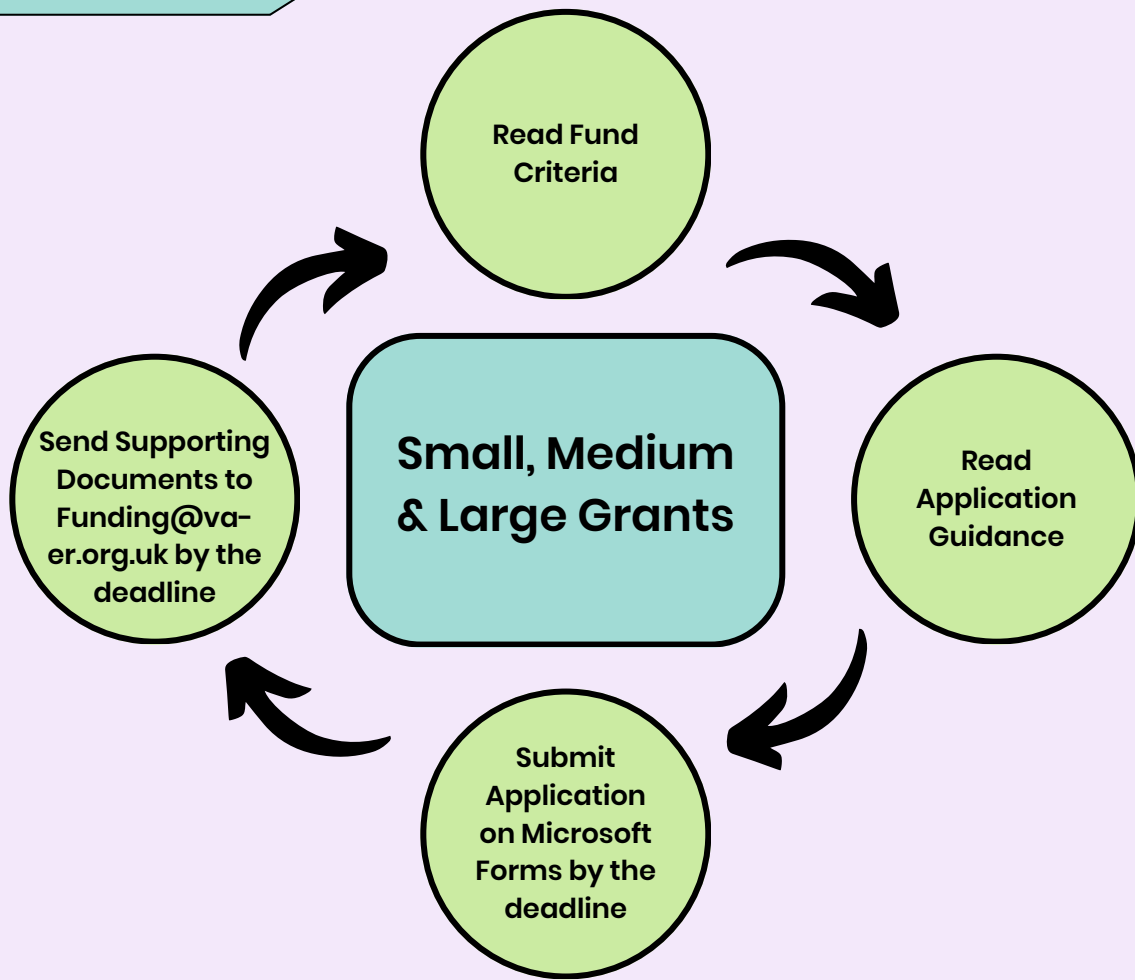 Read Fund
Criteria
Small, Medium
& Large Grants
Read
Application
Guidance
Submit
Application
on Microsoft
Forms by the
deadline
Send Supporting
Documents to
Funding@va-
er.org.uk by the
deadline